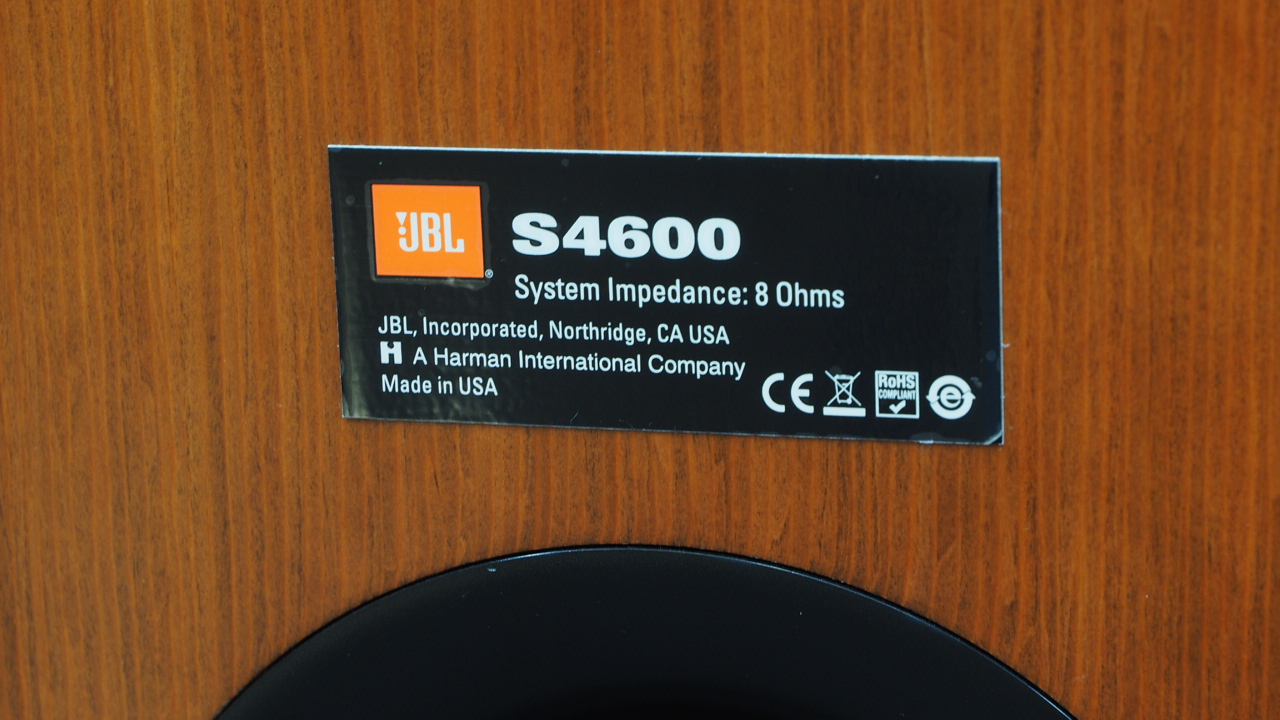 JBL®
S4600
System Impedance: 8 Ohms
JBL, Incorporated, Northridge, CA USA
H A Harman International Company
Made in USA
CE
RoHS
COMPLIANT
e